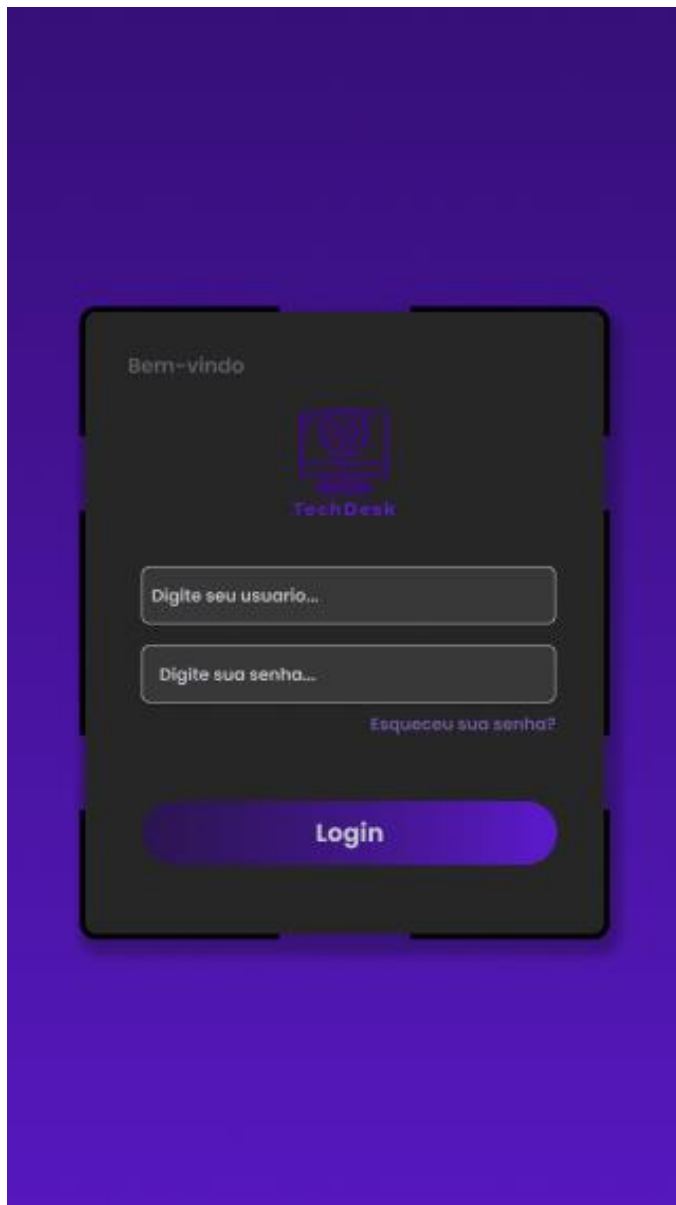 Bem-vindo
TechDesk
Digite seu usuario...
Digite sua senha...
Esqueceu sua senha?
Login